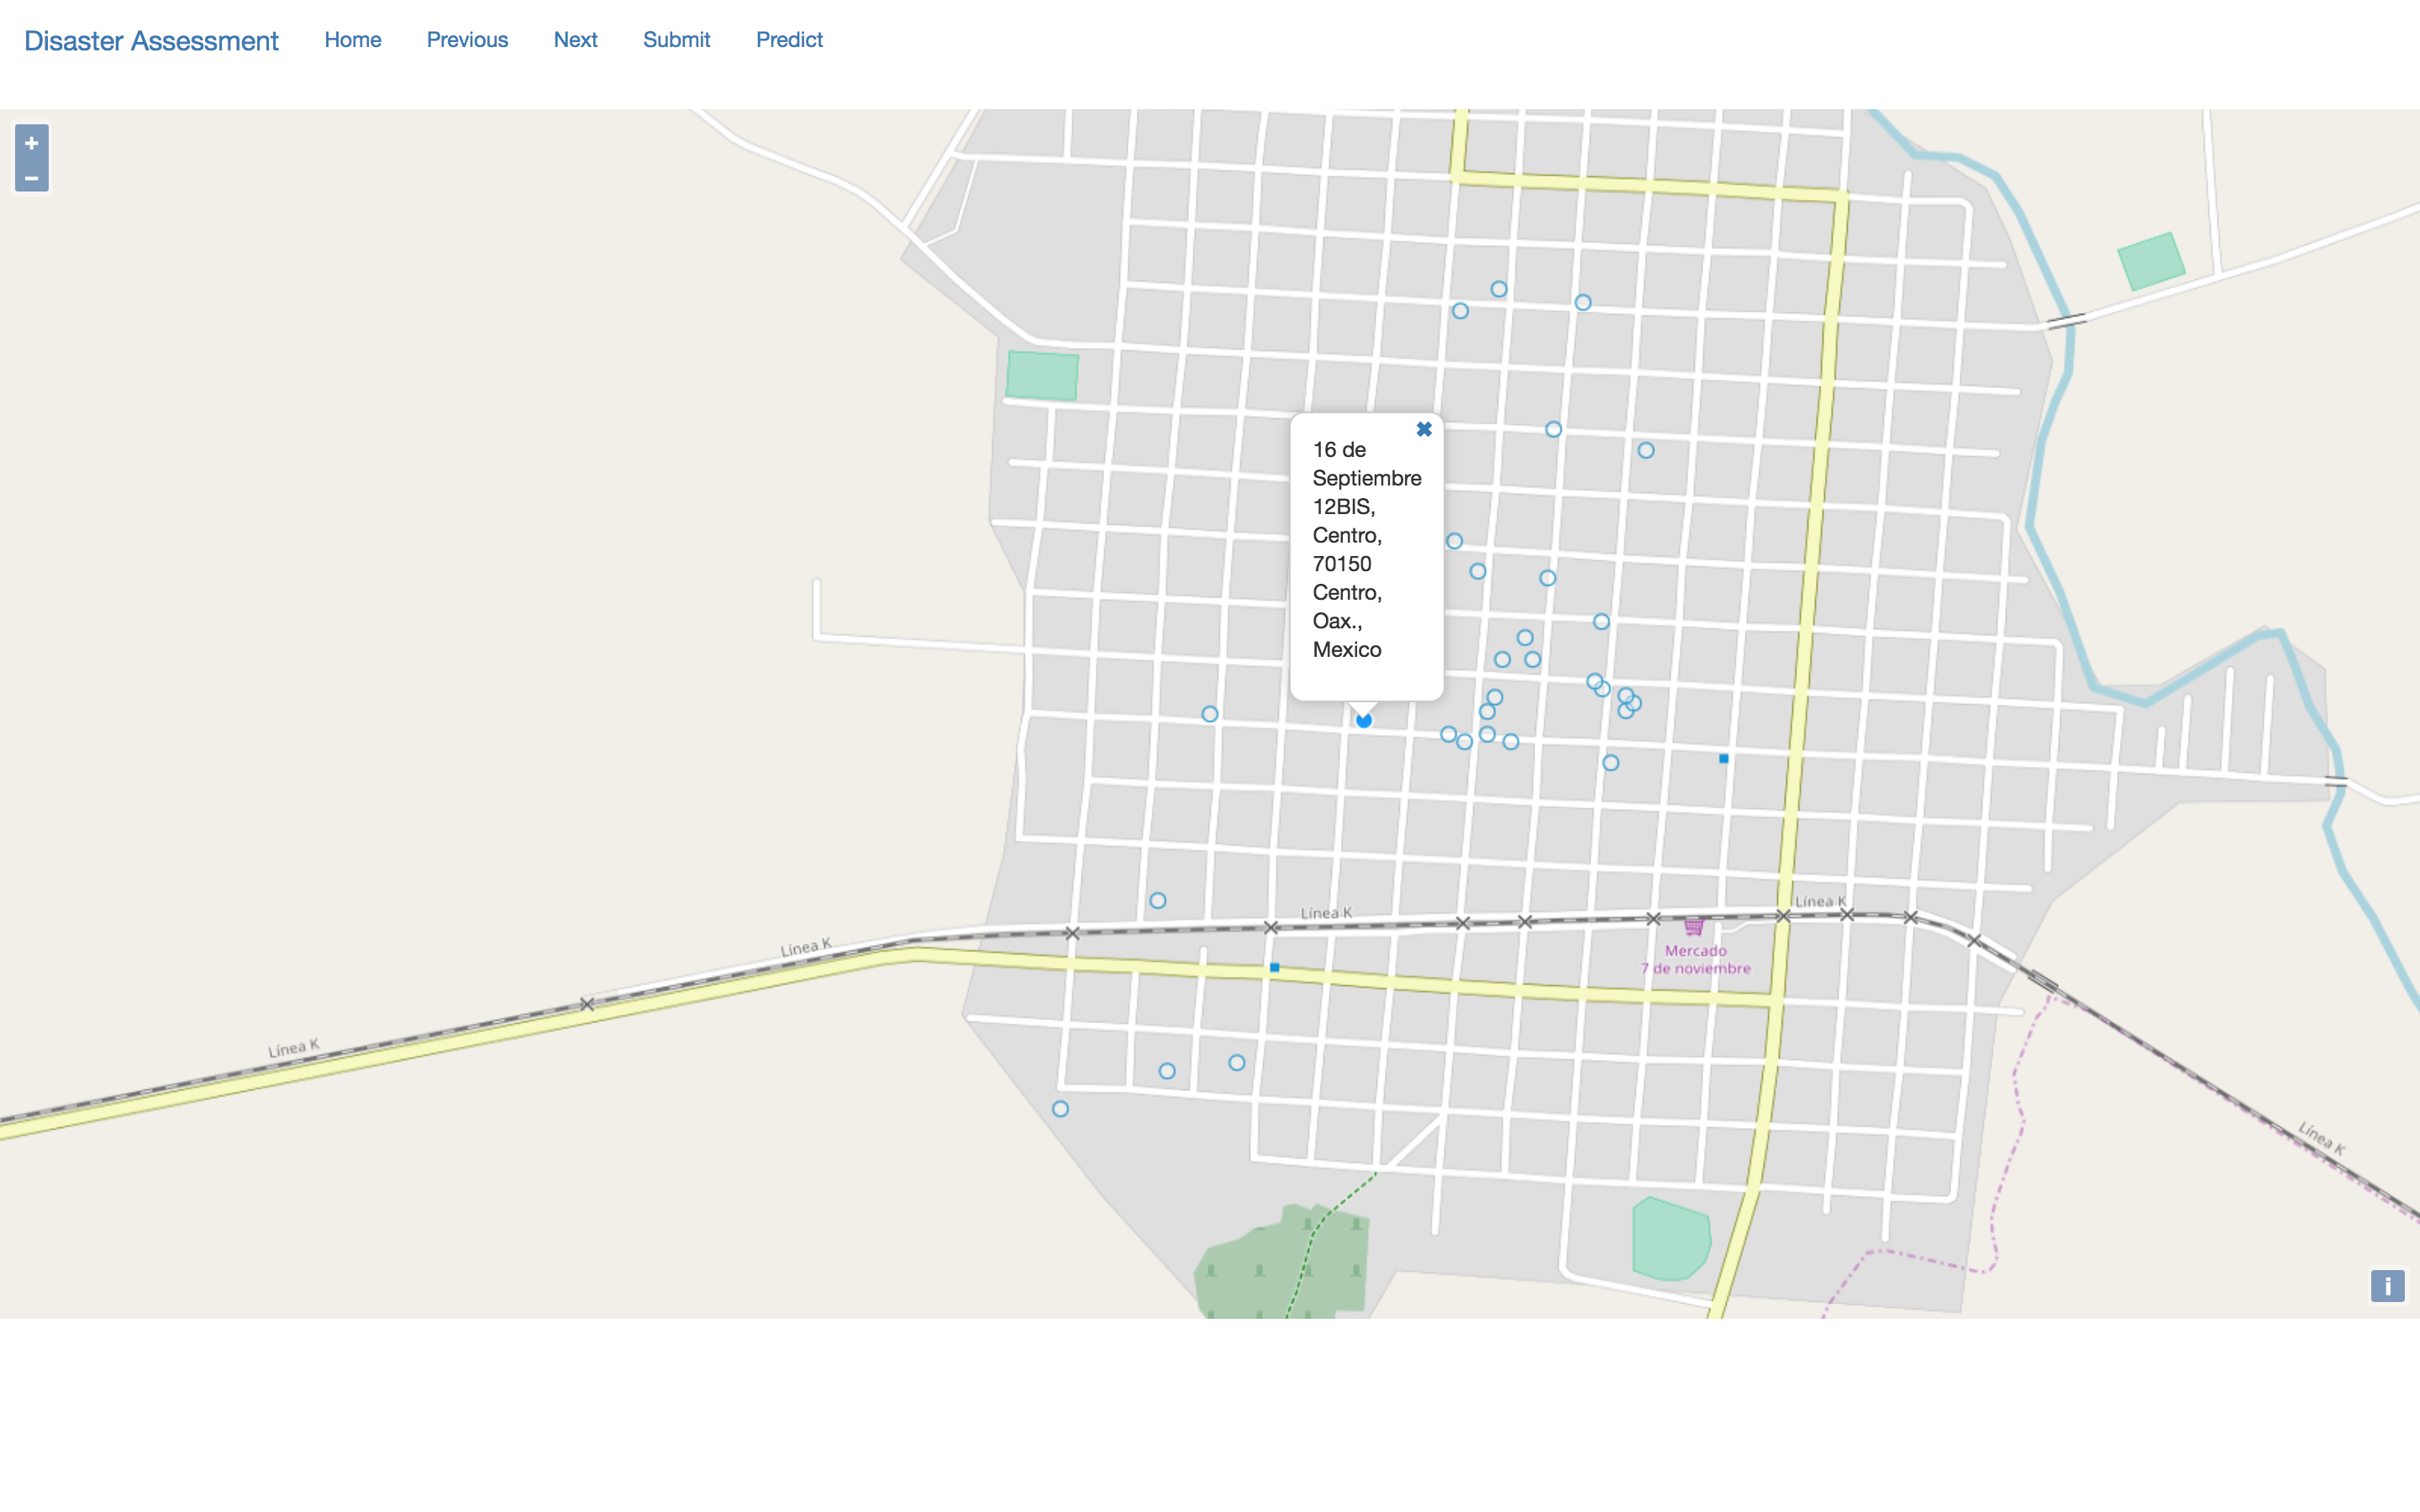 Disaster Assessment Home Previous Next Submit Predict
+
−
16 de
Septiembre
12BIS,
Centro,
70150
Centro,
Oax.,
Mexico
Línea K
Línea K
Línea K
Línea K
Mercado
7 de noviembre
Línea K
i